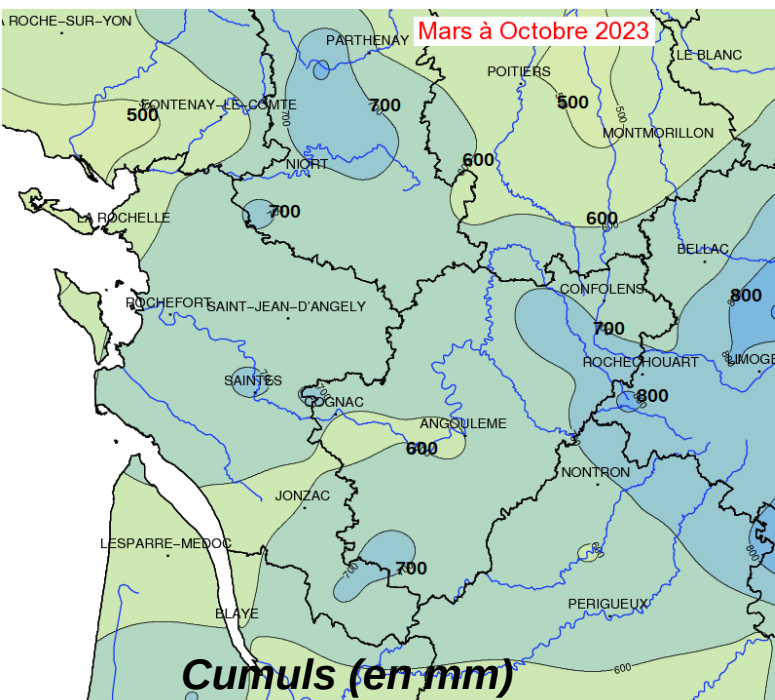 ROCHE-SUR-YON
PARTHENAY
Mars à Octobre 2023
LE BLANC
POITIERS
500
FONTENAY-LE-COMTE
700
500
MONTMORILLON
NIORT
600
LA ROCHELLE
700
600
BELLAC
CONFOLENS
800
ROCHEFORT
SAINT-JEAN-D'ANGELY
700
ROCHECHOUART
LIMOGE
SAINTES
COGNAC
800
ANGOULEME
600
NONTRON
JONZAC
LESPARRE-MEDOC
700
PERIGUEUX
BLAYE
600
Cumuls (en mm)